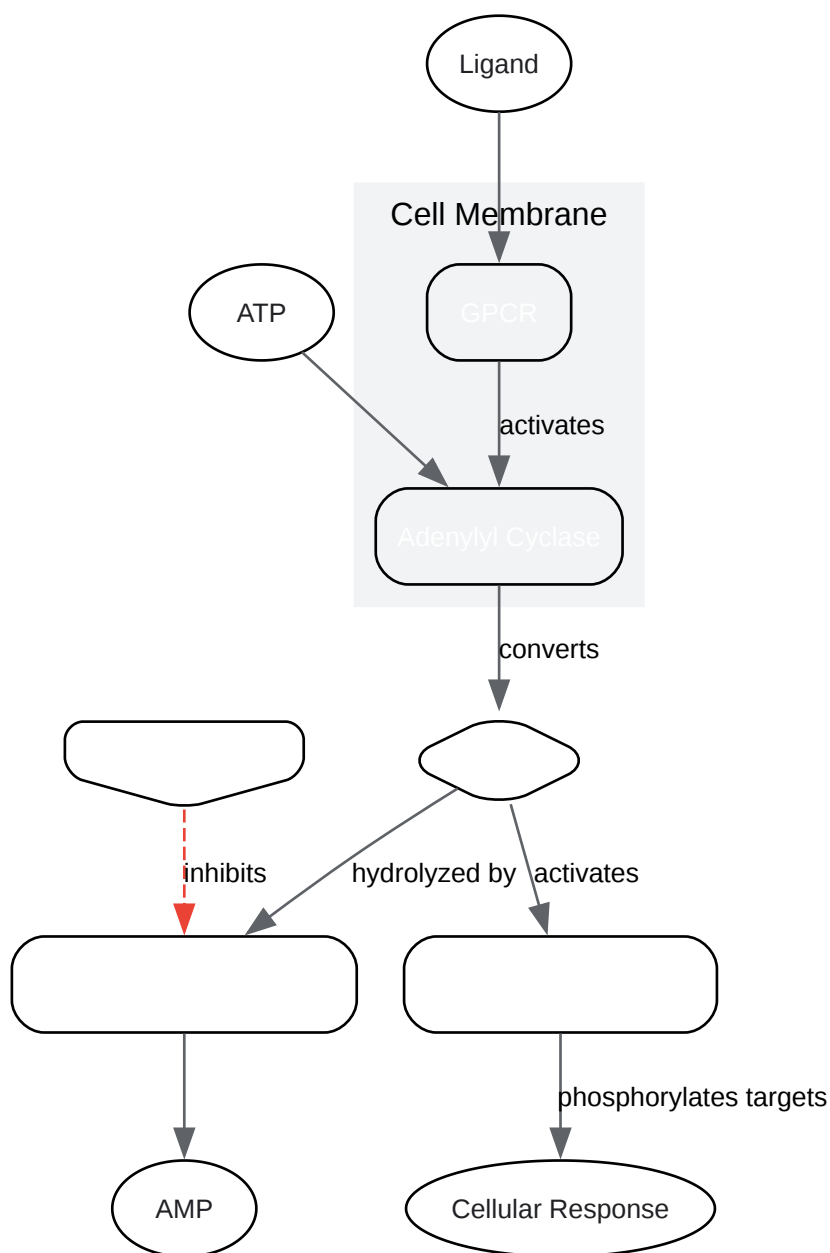 Ligand
Cell Membrane
ATP
GPCR
activates
Adenylyl Cyclase
converts
inhibits
hydrolyzed by
activates
phosphorylates targets
AMP
Cellular Response